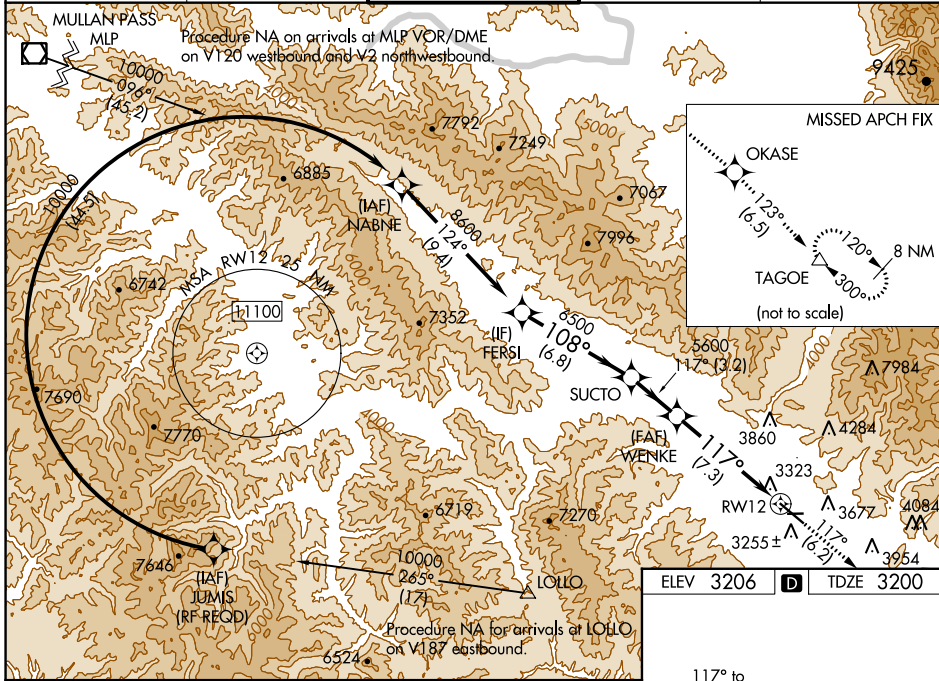 MULLAN PASS
MLP
Procedure NA on arrivals at MLP VOR/DME
on V120 westbound and V2 northwestbound.
10000
096°
(45.2)
9425
7792
7249
6885
7067
7996
5000
MISSED APCH FIX
OKASE
123°
(6.5)
120°
8 NM
TAGOE
300°
(not to scale)
10000
(44.5)
(IAF)
NABNE
8600
124°
(9.4)
6742
MSA RW12 25 NM
11100
7352
(IF)
FERSI
6500
108°
(6.8)
5600
117° (3.2)
SUCTO
7984
7690
7770
(FAF)
WENKE
117°
(7.3)
3860
4284
3323
RW12
3677
4084
3255±
117°
(6.2)
3954
6719
7270
7646
(IAF)
JUMIS
(RF REQD)
10000
265°
(17)
LOLLO
Procedure NA for arrivals at LOLLO
on V187 eastbound.
6524
ELEV 3206 D TDZE 3200
117° to